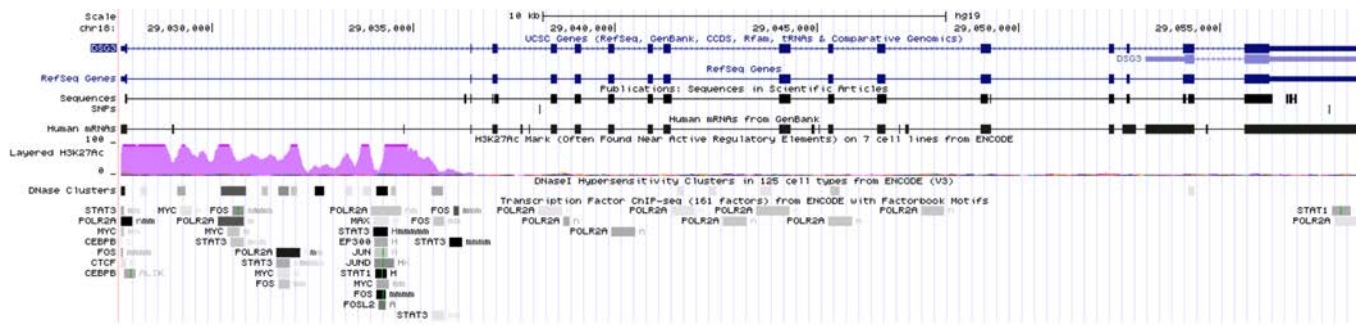 Scale 10 kb hg19
chr18: 29,030,000 29,035,000 29,040,000 29,045,000 29,050,000 29,055,000
UCSC Genes (RefSeq, GenBank, CCDS, Rfam, tRNAs & Comparative Genomics)
DSG3
DSG3
RefSeq Genes
RefSeq Genes
Publications: Sequences in Scientific Articles
Sequences
SNPs
Human mRNAs from GenBank
Human mRNAs
H3K27Ac Mark (Often Found Near Active Regulatory Elements) on 7 cell lines from ENCODE
100
Layered H3K27Ac
0
DNaseI Hypersensitivity Clusters in 125 cell types from ENCODE (V3)
DNase Clusters
Transcription Factor ChIP-seq (161 factors) from ENCODE with Factorbook Motifs
STAT3 MYC FOS POLR2A FOS POLR2A POLR2A POLR2A STAT1
POLR2A POLR2A MAX FOS POLR2A POLR2A POLR2A POLR2A
MYC MYC STAT3 POLR2A
CEBPB STAT3 EP300 STAT3
FOS POLR2A JUN
CTCF STAT3 JUND
CEBPB MYC STAT1
FOS MYC
FOS
FOSL2
STAT3